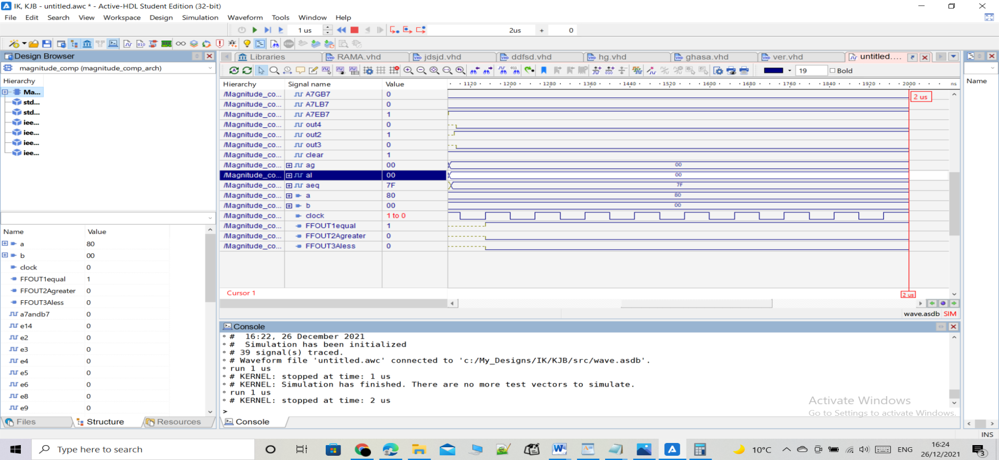 IK, KJB - untitled.awc * - Active-HDL Student Edition (32-bit)
File Edit Search View Workspace Design Simulation Waveform Tools Window Help
1 us 2us + 0
Design Browser
Libraries RAMA.vhd jdsjd.vhd ddfsd.vhd hg.vhd ghasa.vhd ver.vhd untitled....
magnitude_comp (magnitude_comp_arch)
19 Bold
Hierarchy
Ma...
std...
std...
iee...
iee...
iee...
iee...
Name Value
a 80
b 00
clock 0
FFOUT1equal 1
FFOUT2Agreater 0
FFOUT3Aless 0
a7andb7 0
e14 0
e2 0
e3 0
e4 0
e5 0
e6 0
e8 0
e9 0
Files Structure Resources
Hierarchy Signal name Value 1120 1200 1280 1360 1440 1520 1600 1680 1760 1840 1920 2000 ns
/Magnitude_co... A7GB7 0
2 us
/Magnitude_co... A7LB7 0
/Magnitude_co... A7EB7 1
/Magnitude_co... out4 0
/Magnitude_co... out2 1
/Magnitude_co... out3 0
/Magnitude_co... clear 1
/Magnitude_co... ag 00 00
/Magnitude_co... al 00 00
/Magnitude_co... aeq 7F 7F
/Magnitude_co... a 80 80
/Magnitude_co... b 00 00
/Magnitude_co... clock 1 to 0
/Magnitude_co... FFOUT1equal 1
/Magnitude_co... FFOUT2Agreater 0
/Magnitude_co... FFOUT3Aless 0
Cursor 1 2 us
wave.asdb SIM
Name
Console
# 16:22, 26 December 2021
# Simulation has been initialized
# 39 signal(s) traced.
# Waveform file 'untitled.awc' connected to 'c:/My_Designs/IK/KJB/src/wave.asdb'.
run 1 us
# KERNEL: stopped at time: 1 us
# KERNEL: Simulation has finished. There are no more test vectors to simulate.
run 1 us
# KERNEL: stopped at time: 2 us
>
Console
Activate Windows
Go to Settings to activate Windows.
INS
Type here to search
10°C ENG 16:24
26/12/2021
3